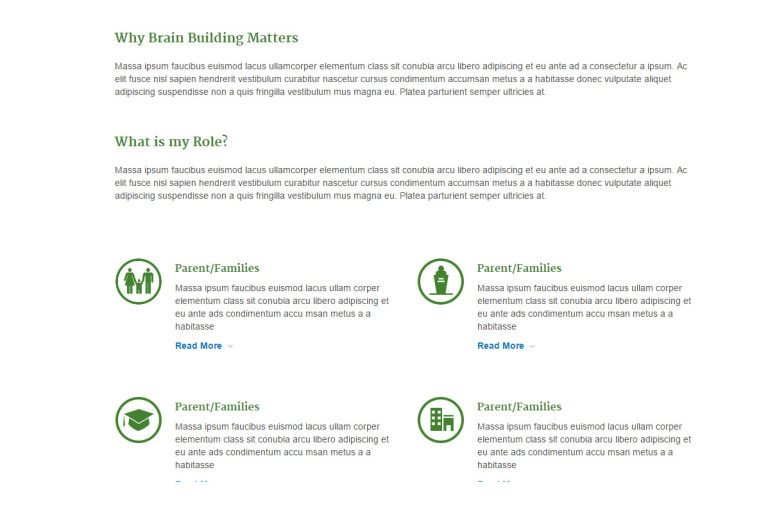 Why Brain Building Matters
Massa ipsum faucibus euismod lacus ullamcorper elementum class sit conubia arcu libero adipiscing et eu ante ad a consectetur a ipsum. Ac
elit fusce nisl sapien hendrerit vestibulum curabitur nascetur cursus condimentum accumsan metus a a habitasse donec vulputate aliquet
adipiscing suspendisse non a quis fringilla vestibulum mus magna eu. Platea parturient semper ultricies at.
What is my Role?
Massa ipsum faucibus euismod lacus ullamcorper elementum class sit conubia arcu libero adipiscing et eu ante ad a consectetur a ipsum. Ac
elit fusce nisl sapien hendrerit vestibulum curabitur nascetur cursus condimentum accumsan metus a a habitasse donec vulputate aliquet
adipiscing suspendisse non a quis fringilla vestibulum mus magna eu. Platea parturient semper ultricies at.
Parent/Families
Massa ipsum faucibus euismod lacus ullam corper
elementum class sit conubia arcu libero adipiscing et
eu ante ads condimentum accu msan metus a a
habitasse
Read More
Parent/Families
Massa ipsum faucibus euismod lacus ullam corper
elementum class sit conubia arcu libero adipiscing et
eu ante ads condimentum accu msan metus a a
habitasse
Read More
Parent/Families
Massa ipsum faucibus euismod lacus ullam corper
elementum class sit conubia arcu libero adipiscing et
eu ante ads condimentum accu msan metus a a
habitasse
Parent/Families
Massa ipsum faucibus euismod lacus ullam corper
elementum class sit conubia arcu libero adipiscing et
eu ante ads condimentum accu msan metus a a
habitasse